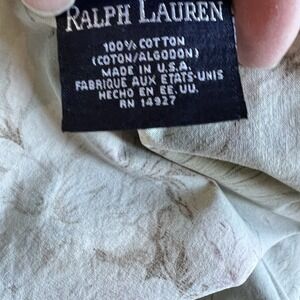 RALPH LAUREN
100% COTTON
(COTON/ALGODON)
MADE IN U.S.A.
FABRIQUE AUX ETATS-UNIS
HECHO EN EE.UU.
RN 14927